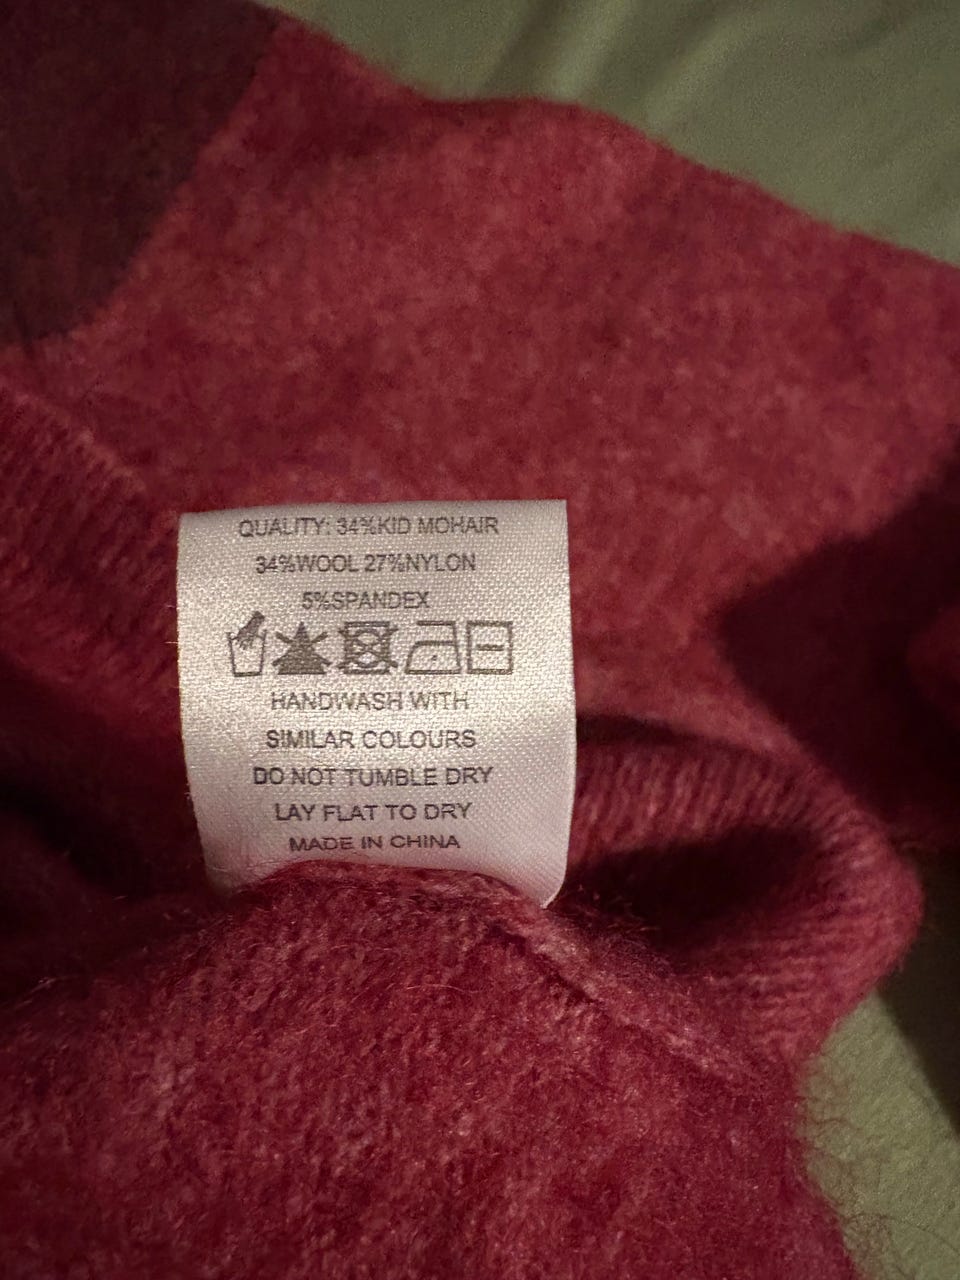 QUALITY: 34%KID MOHAIR
34%WOOL 27%NYLON
5%SPANDEX
HANDWASH WITH
SIMILAR COLOURS
DO NOT TUMBLE DRY
LAY FLAT TO DRY
MADE IN CHINA